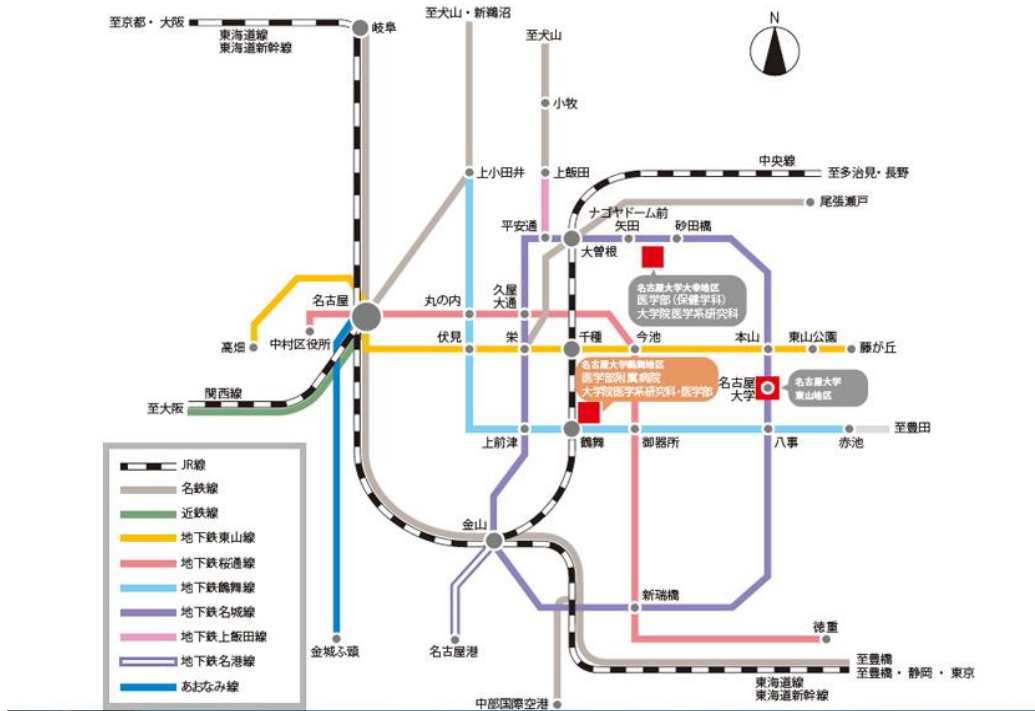 至京都・大阪
東海道線
東海道新幹線
岐阜
至犬山・新鵜沼
至犬山
N
小牧
上小田井
上飯田
中央線
至多治見・長野
尾張瀬戸
ナゴヤドーム前
矢田
砂田橋
平安通
大曽根
名古屋大学大幸地区
医学部(保健学科)
大学院医学系研究科
名古屋
丸の内
久屋
大通
高畑
中村区役所
伏見
栄
千種
今池
本山
東山公園
藤が丘
名古屋大学鶴舞地区
医学部附属病院
大学院医学系研究科・医学部
名古屋
大学
名古屋大学
東山地区
関西線
至大阪
上前津
鶴舞
御器所
八事
赤池
至豊田
JR線
名鉄線
近鉄線
地下鉄東山線
地下鉄桜通線
地下鉄鶴舞線
地下鉄名城線
地下鉄上飯田線
地下鉄名港線
あおなみ線
金山
新瑞橋
徳重
金城ふ頭
名古屋港
中部国際空港
至豊橋
至豊橋・静岡・東京
東海道線
東海道新幹線